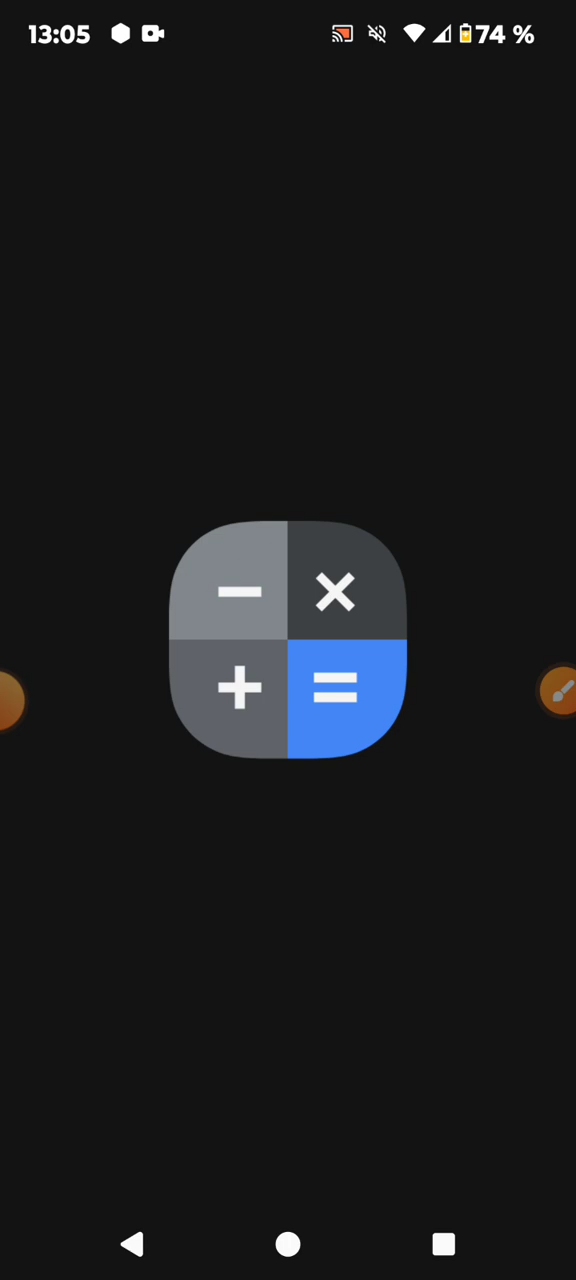 13:05 74 %
− ×
+ =